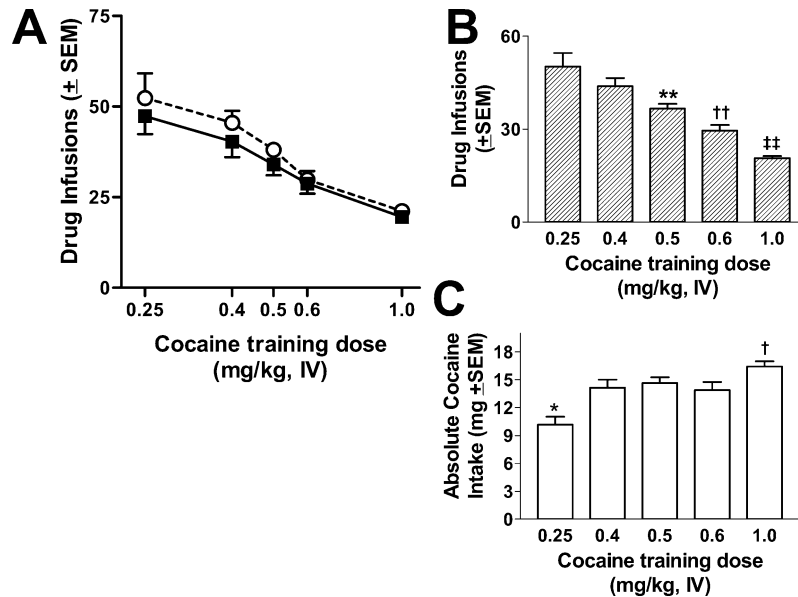 A
75
50
25
0
Drug Infusions (± SEM)
0.25 0.4 0.5 0.6 1.0
Cocaine training dose
(mg/kg, IV)
B
60
30
0
Drug Infusions
(±SEM)
** †† ‡‡
0.25 0.4 0.5 0.6 1.0
Cocaine training dose
(mg/kg, IV)
C
18
15
12
9
6
3
0
Absolute Cocaine
Intake (mg ±SEM)
* †
0.25 0.4 0.5 0.6 1.0
Cocaine training dose
(mg/kg, IV)